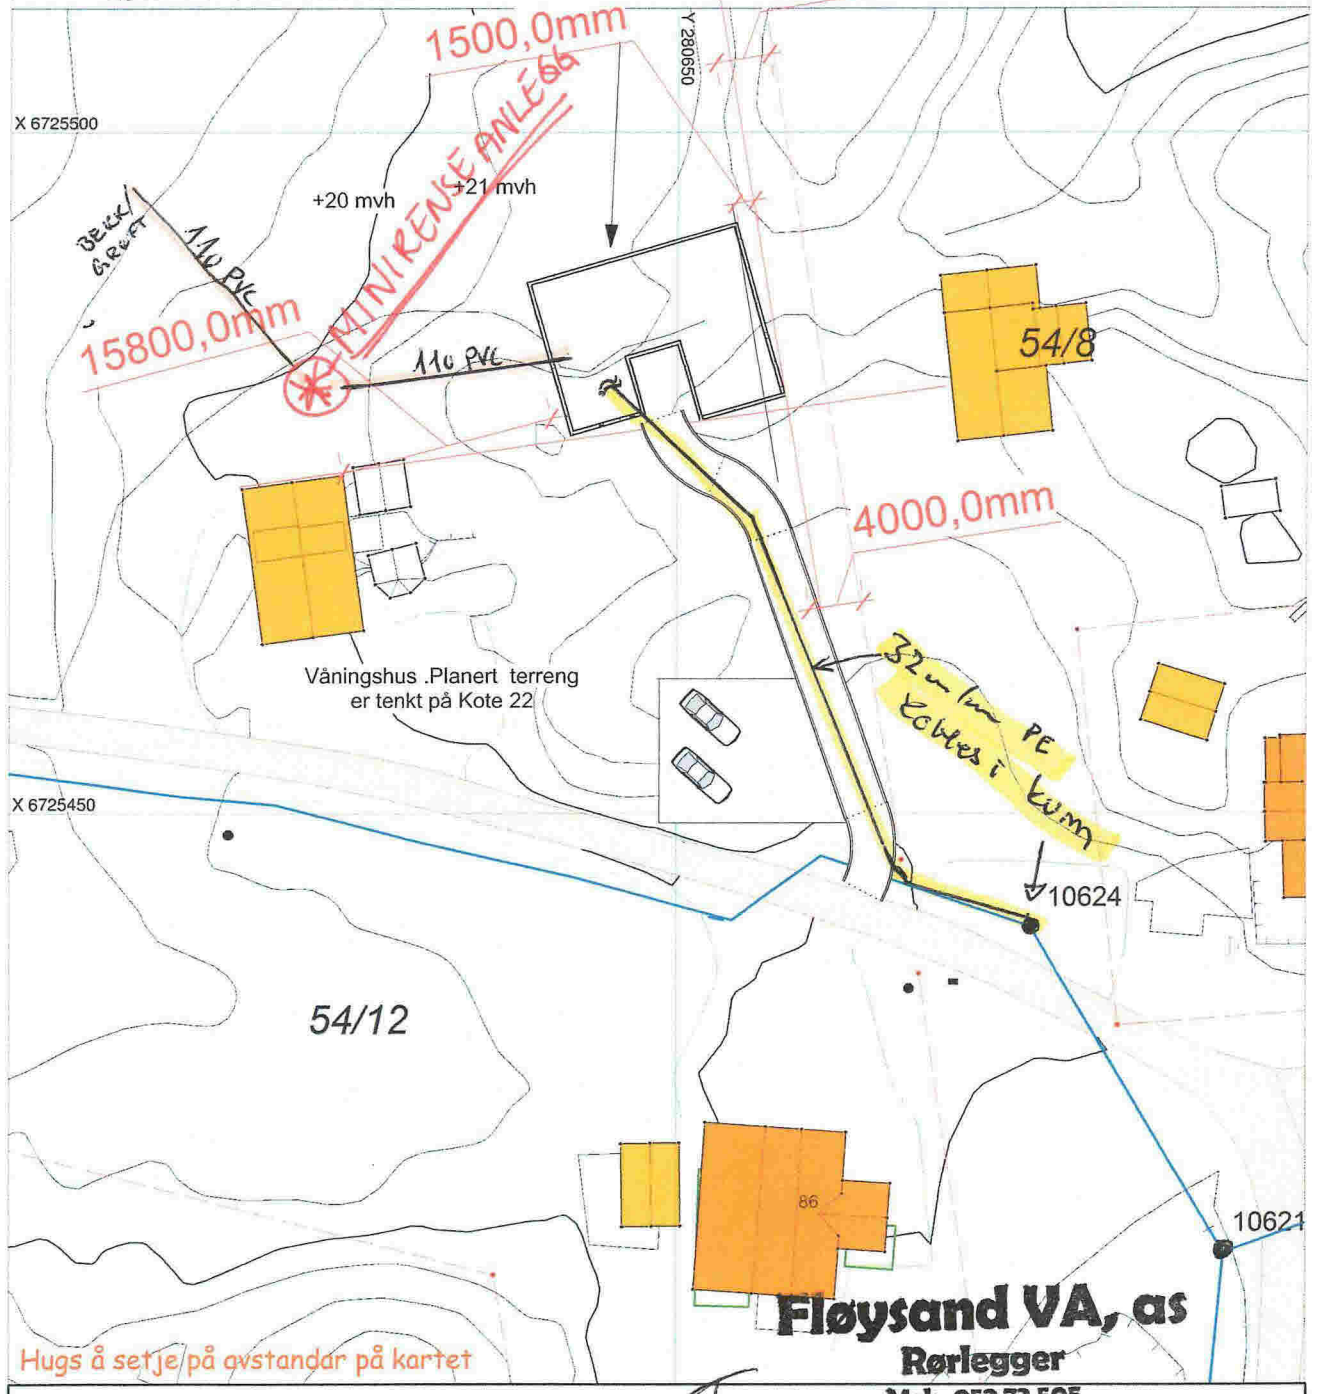 1500,0mm
Y 280650
X 6725500
MINIRENSEANLEGG
+20 mvh
+21 mvh
BEKK/
GRØFT
110 PVC
15800,0mm
110 PVC
54/8
4000,0mm
32 m/m PE
Kobles i kum
Våningshus .Planert terreng
er tenkt på Kote 22
X 6725450
10624
54/12
86
10621
Fløysand VA, as
Rørlegger
Hugs å setje på avstandar på kartet